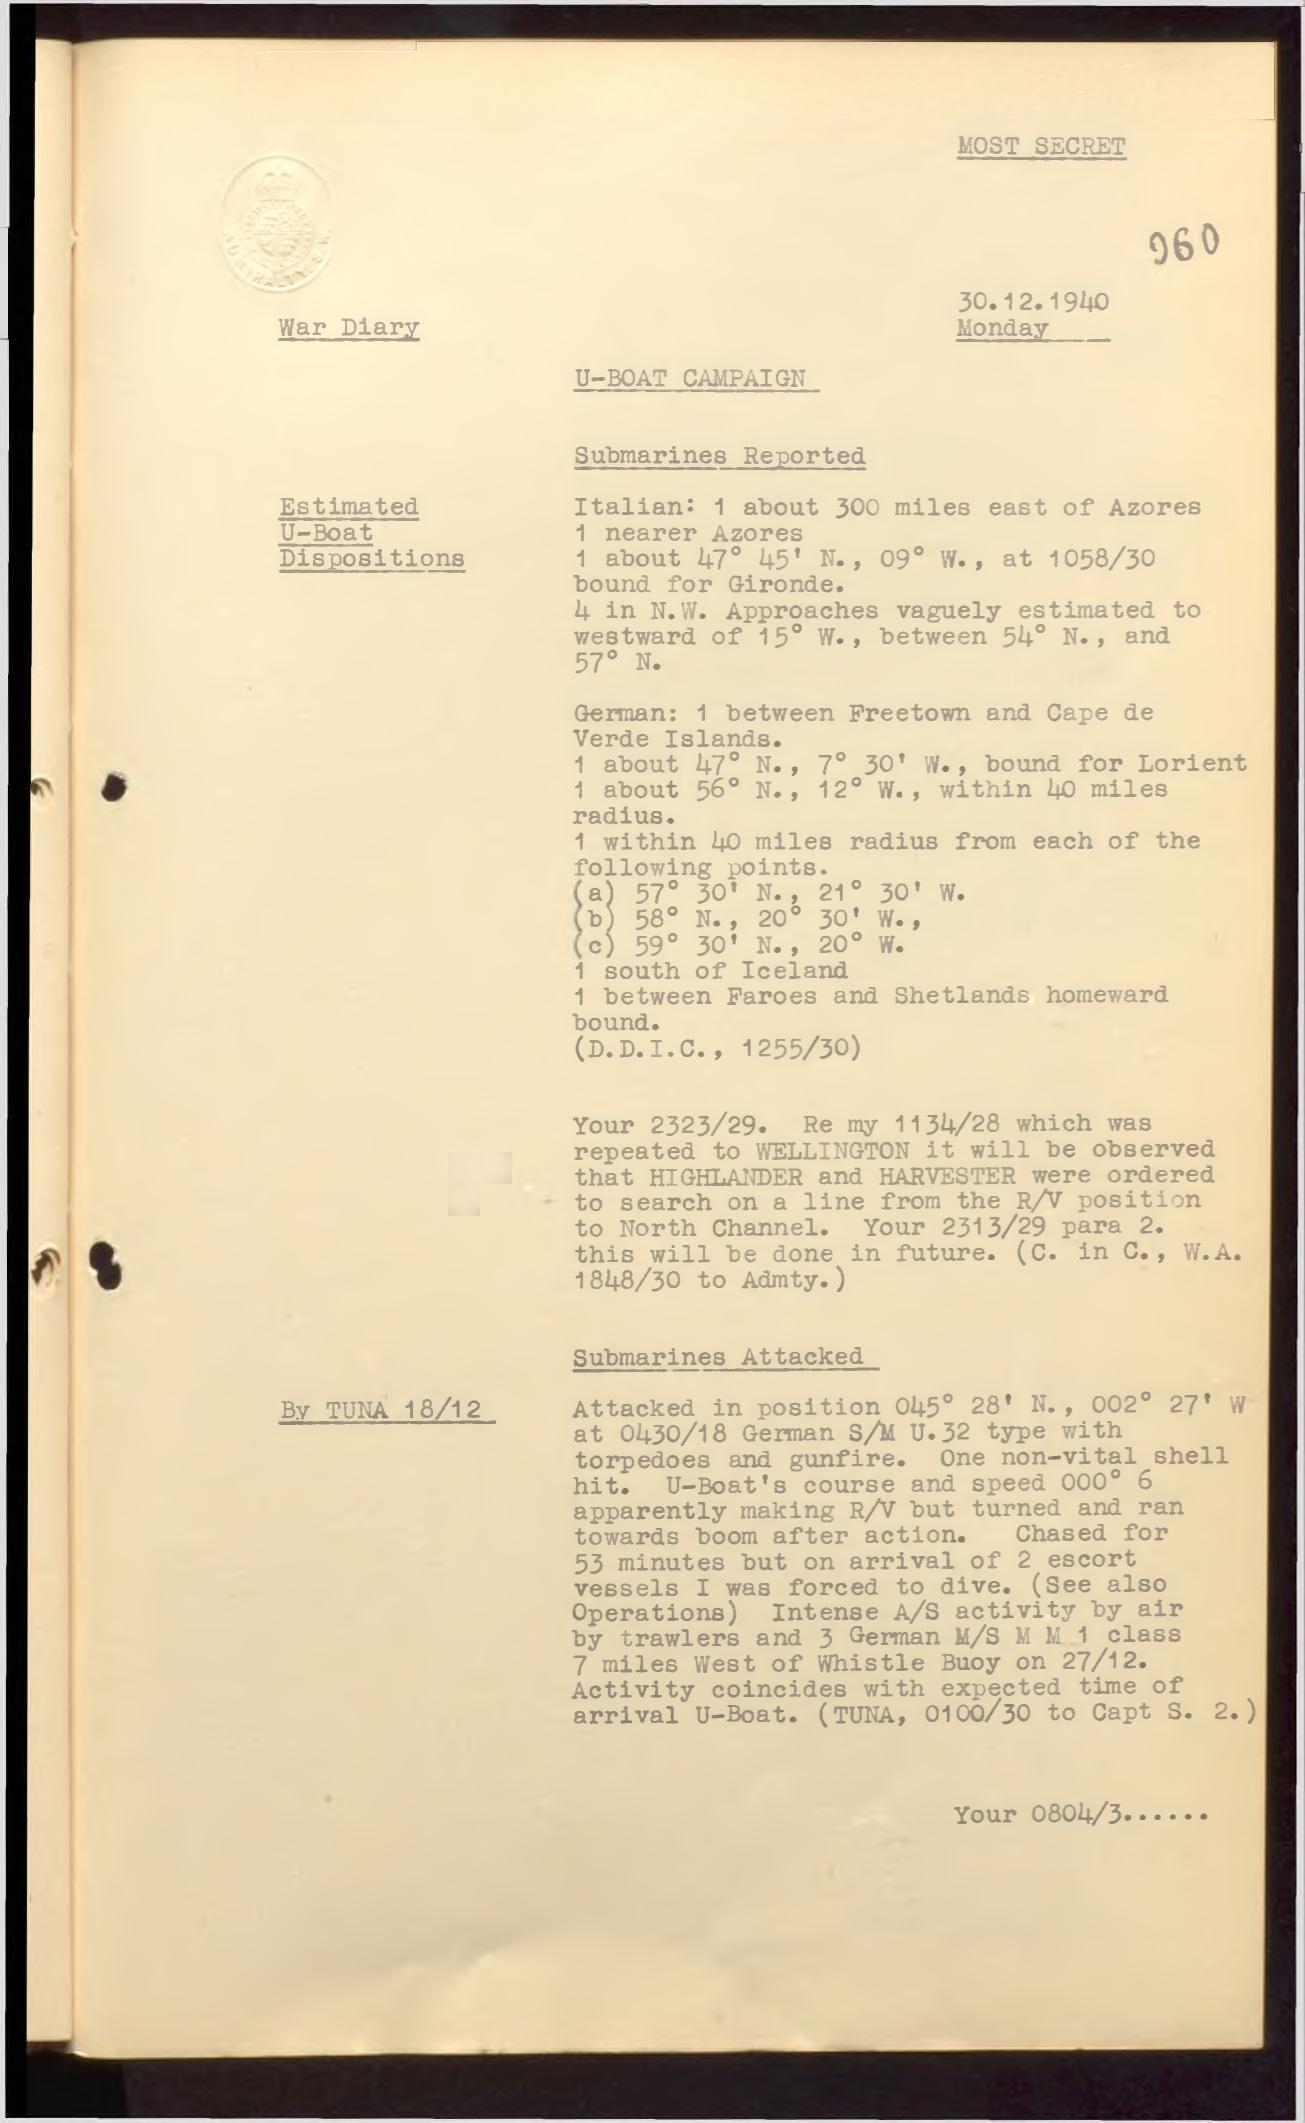 MOST SECRET
960
30.12.1940
War Diary
Monday
U-BOAT CAMPAIGN
Submarines Reported
Estimated
U-Boat
Dispositions
Italian: 1 about 300 miles east of Azores
1 nearer Azores
1 about 47° 45' N., 09° W., at 1058/30
bound for Gironde.
4 in N.W. Approaches vaguely estimated to
westward of 15° W., between 54° N., and
57° N.
German: 1 between Freetown and Cape de
Verde Islands.
1 about 47° N., 7° 30' W., bound for Lorient
1 about 56° N., 12° W., within 40 miles
radius.
1 within 40 miles radius from each of the
following points.
(a) 57° 30' N., 21° 30' W.
(b) 58° N., 20° 30' W.,
(c) 59° 30' N., 20° W.
1 south of Iceland
1 between Faroes and Shetlands homeward
bound.
(D.D.I.C., 1255/30)
Your 2323/29. Re my 1134/28 which was
repeated to WELLINGTON it will be observed
that HIGHLANDER and HARVESTER were ordered
to search on a line from the R/V position
to North Channel. Your 2313/29 para 2.
this will be done in future. (C. in C., W.A.
1848/30 to Admty.)
Submarines Attacked
By TUNA 18/12
Attacked in position 045° 28' N., 002° 27' W
at 0430/18 German S/M U.32 type with
torpedoes and gunfire. One non-vital shell
hit. U-Boat's course and speed 000° 6
apparently making R/V but turned and ran
towards boom after action. Chased for
53 minutes but on arrival of 2 escort
vessels I was forced to dive. (See also
Operations) Intense A/S activity by air
by trawlers and 3 German M/S M M 1 class
7 miles West of Whistle Buoy on 27/12.
Activity coincides with expected time of
arrival U-Boat. (TUNA, 0100/30 to Capt S. 2.)
Your 0804/3......